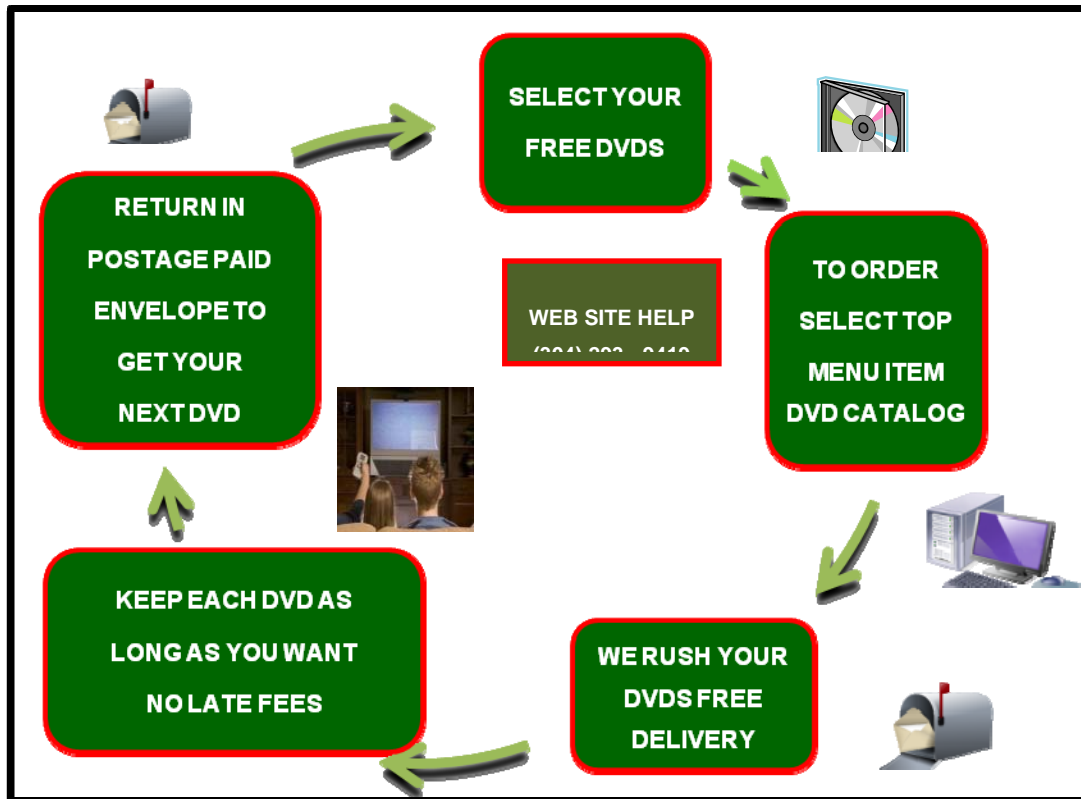 SELECT YOUR
FREE DVDS
TO ORDER
SELECT TOP
MENU ITEM
DVD CATALOG
WE RUSH YOUR
DVDS FREE
DELIVERY
KEEP EACH DVD AS
LONG AS YOU WANT
NO LATE FEES
RETURN IN
POSTAGE PAID
ENVELOPE TO
GET YOUR
NEXT DVD
WEB SITE HELP